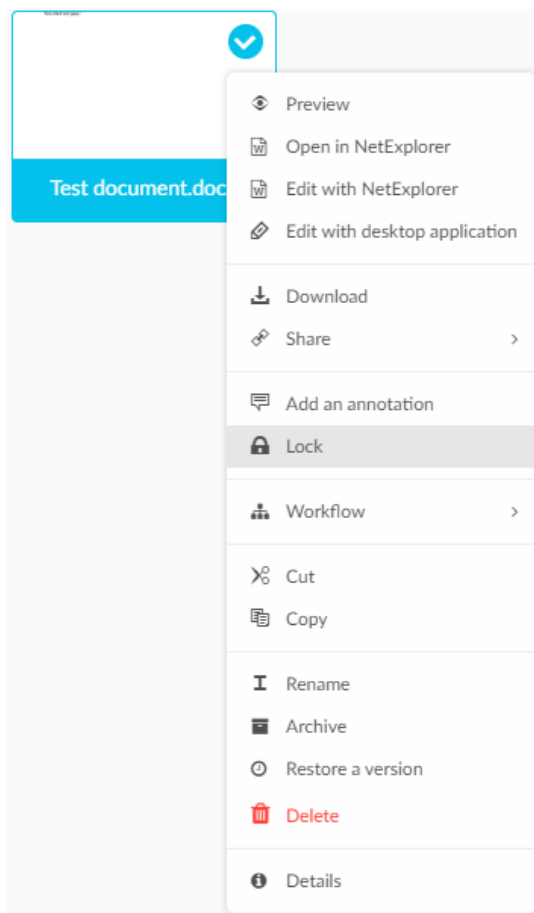 Test document.doc
Preview
Open in NetExplorer
Edit with NetExplorer
Edit with desktop application
Download
Share
Add an annotation
Lock
Workflow
Cut
Copy
Rename
Archive
Restore a version
Delete
Details